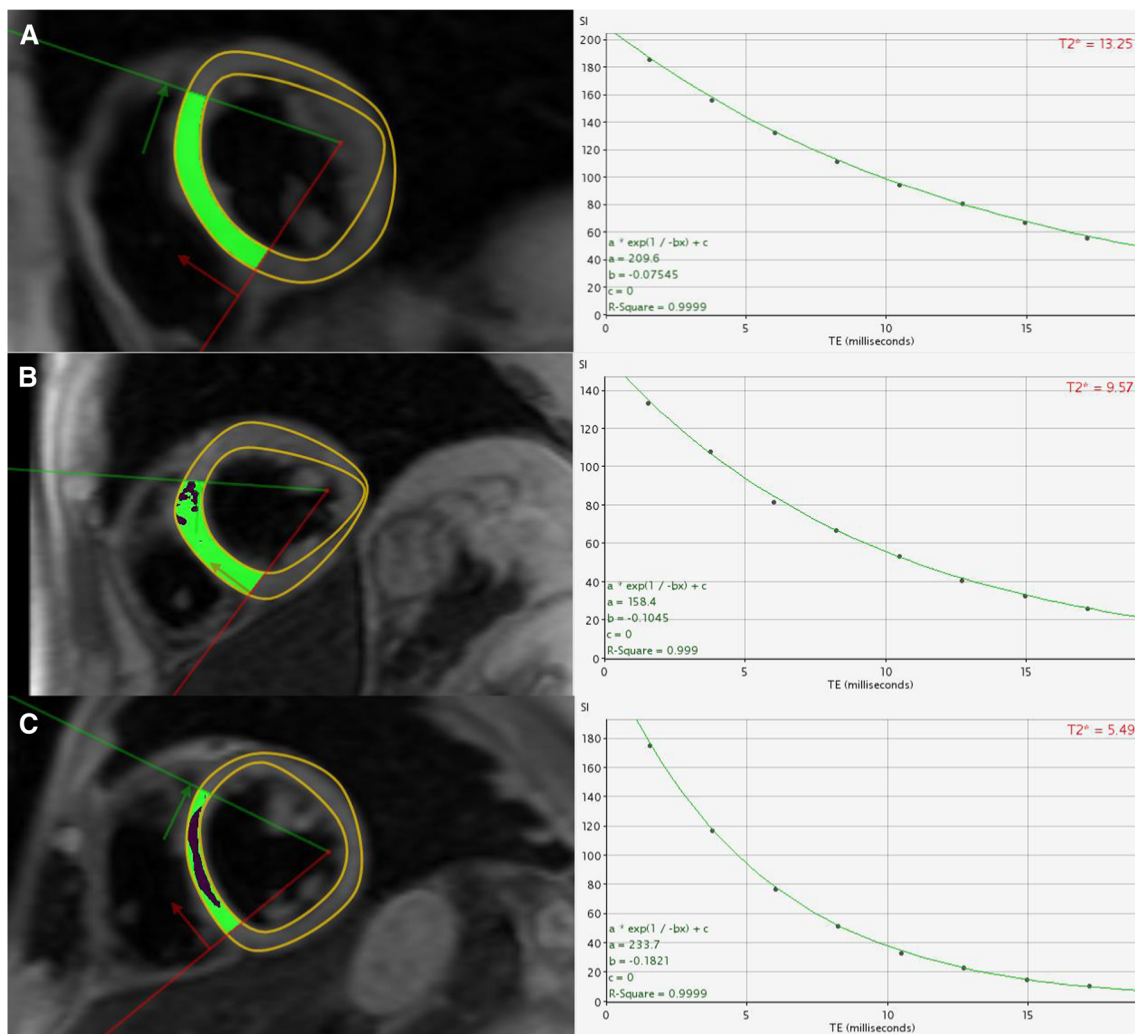 A
SI
T2* = 13.25
200
180
160
140
120
100
80
60
40
20
0
a * exp(1 / -bx) + c
a = 209.6
b = -0.07545
c = 0
R-Square = 0.9999
0 5 10 15
TE (milliseconds)
B
SI
T2* = 9.57
140
120
100
80
60
40
20
0
a * exp(1 / -bx) + c
a = 158.4
b = -0.1045
c = 0
R-Square = 0.999
0 5 10 15
TE (milliseconds)
C
SI
T2* = 5.49
180
160
140
120
100
80
60
40
20
0
a * exp(1 / -bx) + c
a = 233.7
b = -0.1821
c = 0
R-Square = 0.9999
0 5 10 15
TE (milliseconds)